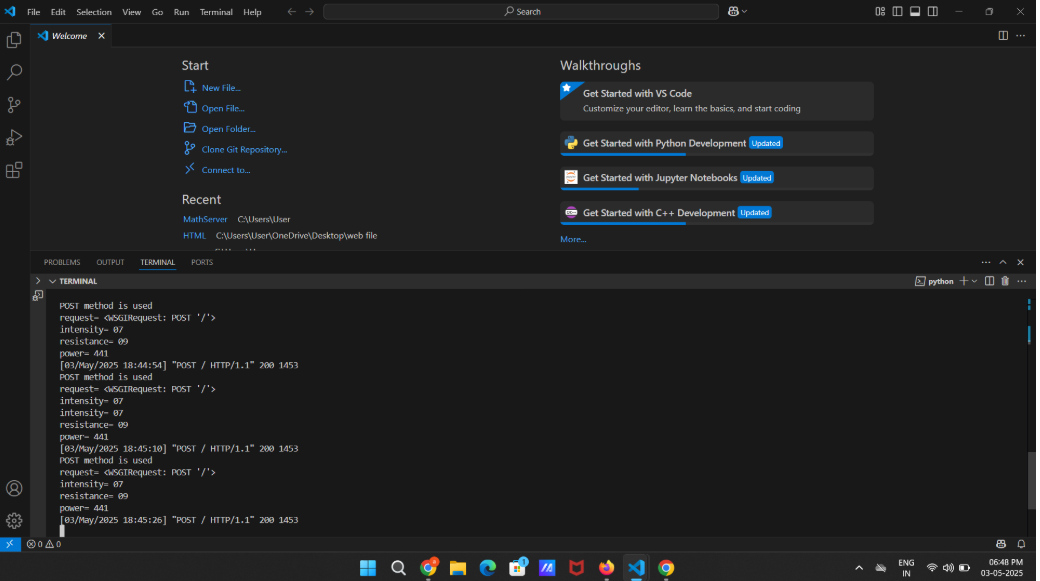 File Edit Selection View Go Run Terminal Help
Search
Welcome
Start
New File...
Open File...
Open Folder...
Clone Git Repository...
Connect to...
Recent
MathServer C:\Users\User
HTML C:\Users\User\OneDrive\Desktop\web file
Walkthroughs
Get Started with VS Code
Customize your editor, learn the basics, and start coding
Get Started with Python Development Updated
Get Started with Jupyter Notebooks Updated
Get Started with C++ Development Updated
More...
PROBLEMS OUTPUT TERMINAL PORTS
TERMINAL
python
POST method is used
request= <WSGIRequest: POST '/'>
intensity= 07
resistance= 09
power= 441
[03/May/2025 18:44:54] "POST / HTTP/1.1" 200 1453
POST method is used
request= <WSGIRequest: POST '/'>
intensity= 07
intensity= 07
resistance= 09
power= 441
[03/May/2025 18:45:10] "POST / HTTP/1.1" 200 1453
POST method is used
request= <WSGIRequest: POST '/'>
intensity= 07
resistance= 09
power= 441
[03/May/2025 18:45:26] "POST / HTTP/1.1" 200 1453
0 0
ENG
IN
06:48 PM
03-05-2025